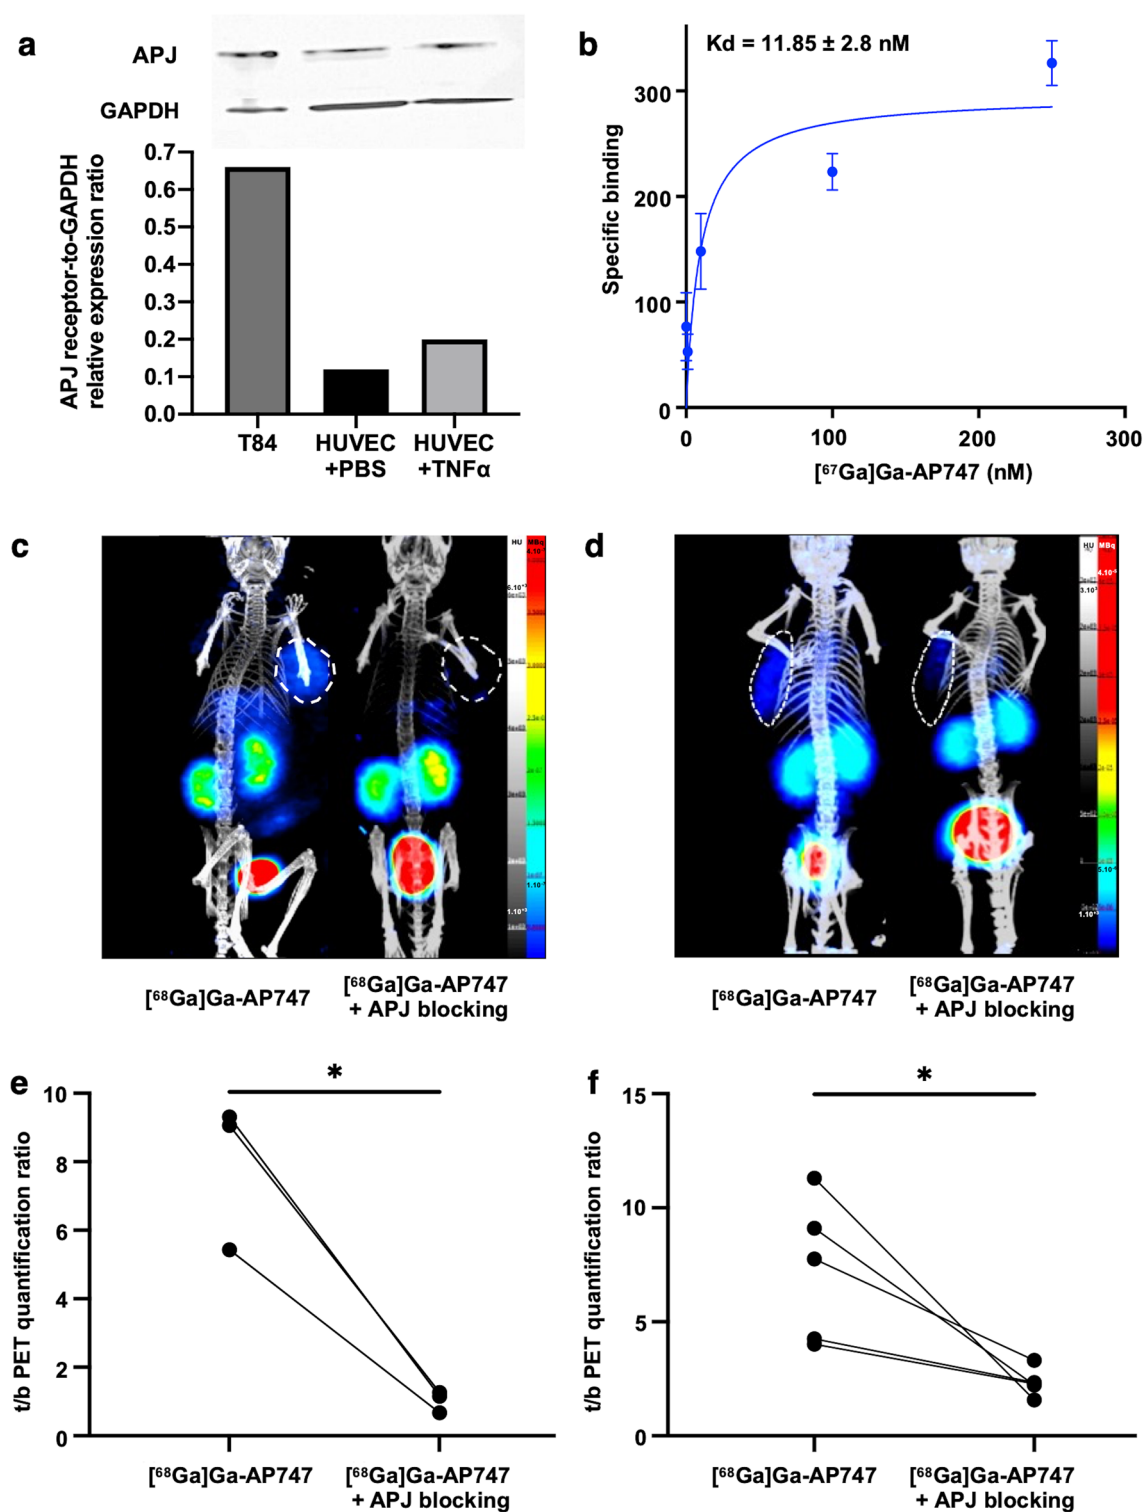 a
APJ
GAPDH
APJ receptor-to-GAPDH
relative expression ratio
0.7
0.6
0.5
0.4
0.3
0.2
0.1
0.0
T84
HUVEC
+PBS
HUVEC
+TNFα
b
Kd = 11.85 ± 2.8 nM
Specific binding
300
200
100
0
0
100
200
300
[⁶⁷Ga]Ga-AP747 (nM)
c
HU
MBq
[⁶⁸Ga]Ga-AP747
[⁶⁸Ga]Ga-AP747
+ APJ blocking
d
HU
MBq
[⁶⁸Ga]Ga-AP747
[⁶⁸Ga]Ga-AP747
+ APJ blocking
e
*
t/b PET quantification ratio
10
8
6
4
2
0
[⁶⁸Ga]Ga-AP747
[⁶⁸Ga]Ga-AP747
+ APJ blocking
f
*
t/b PET quantification ratio
15
10
5
0
[⁶⁸Ga]Ga-AP747
[⁶⁸Ga]Ga-AP747
+ APJ blocking